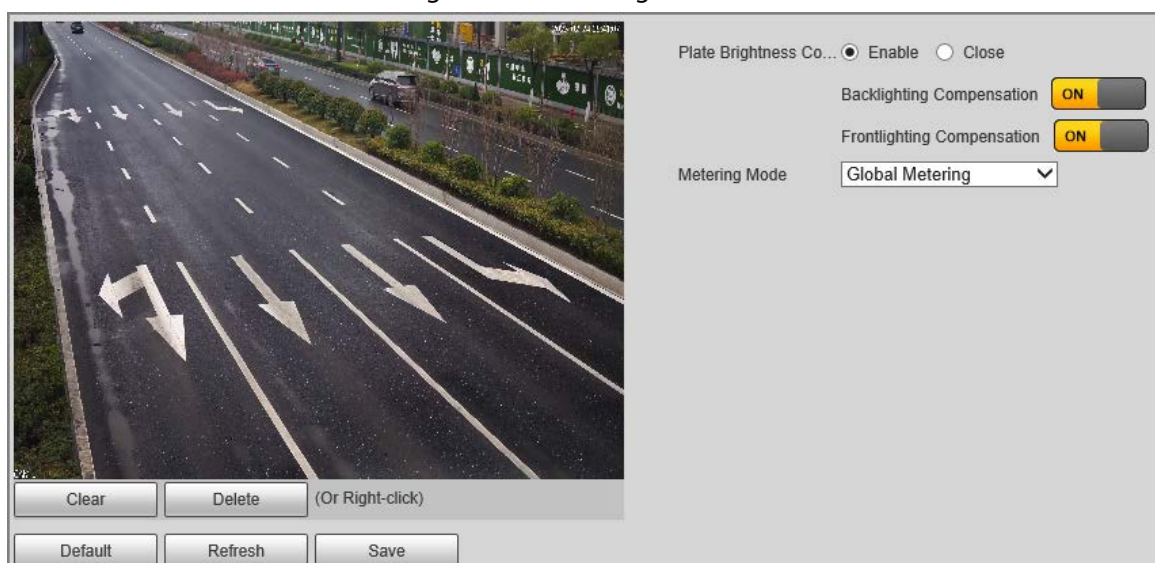 Plate Brightness Co... Enable Close
Backlighting Compensation ON
Frontlighting Compensation ON
Metering Mode Global Metering
Clear Delete (Or Right-click)
Default Refresh Save